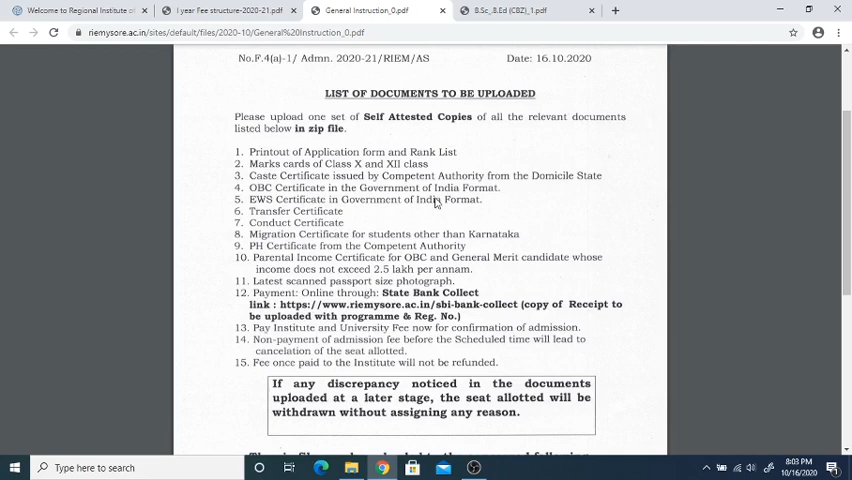 Welcome to Regional Institute o
I year Fee structure-2020-21.pdf
General Instruction_0.pdf
B.Sc_B.Ed (CBZ)_1.pdf
riemysore.ac.in/sites/default/files/2020-10/General%20Instruction_0.pdf
No.F.4(a)-1/ Admn. 2020-21/RIEM/AS Date: 16.10.2020
LIST OF DOCUMENTS TO BE UPLOADED
Please upload one set of Self Attested Copies of all the relevant documents
listed below in zip file.
1. Printout of Application form and Rank List
2. Marks cards of Class X and XII class
3. Caste Certificate issued by Competent Authority from the Domicile State
4. OBC Certificate in the Government of India Format.
5. EWS Certificate in Government of India Format.
6. Transfer Certificate
7. Conduct Certificate
8. Migration Certificate for students other than Karnataka
9. PH Certificate from the Competent Authority
10. Parental Income Certificate for OBC and General Merit candidate whose
income does not exceed 2.5 lakh per annam.
11. Latest scanned passport size photograph.
12. Payment: Online through: State Bank Collect
link : https://www.riemysore.ac.in/sbi-bank-collect (copy of Receipt to
be uploaded with programme & Reg. No.)
13. Pay Institute and University Fee now for confirmation of admission.
14. Non-payment of admission fee before the Scheduled time will lead to
cancelation of the seat allotted.
15. Fee once paid to the Institute will not be refunded.
If any discrepancy noticed in the documents
uploaded at a later stage, the seat allotted will be
withdrawn without assigning any reason.
Type here to search
8:03 PM
10/16/2020